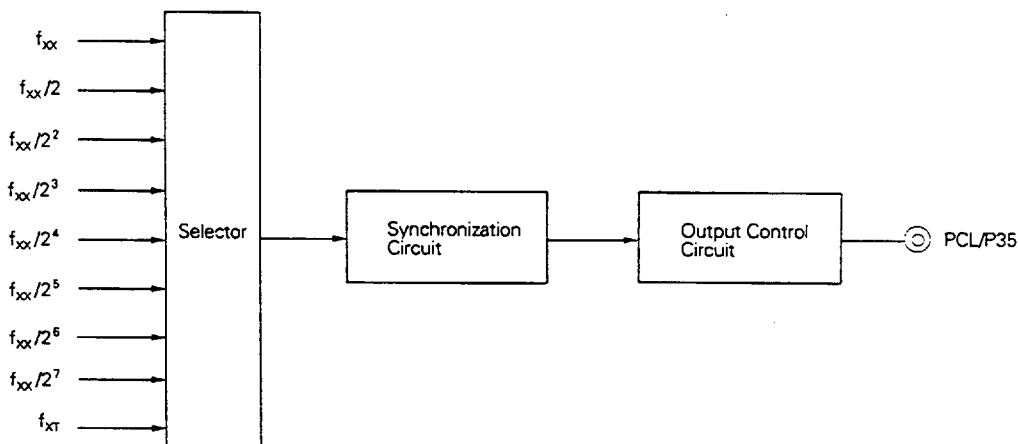 fxx
fxx/2
fxx/2²
fxx/2³
fxx/2⁴
fxx/2⁵
fxx/2⁶
fxx/2⁷
fXT
Selector
Synchronization
Circuit
Output Control
Circuit
PCL/P35